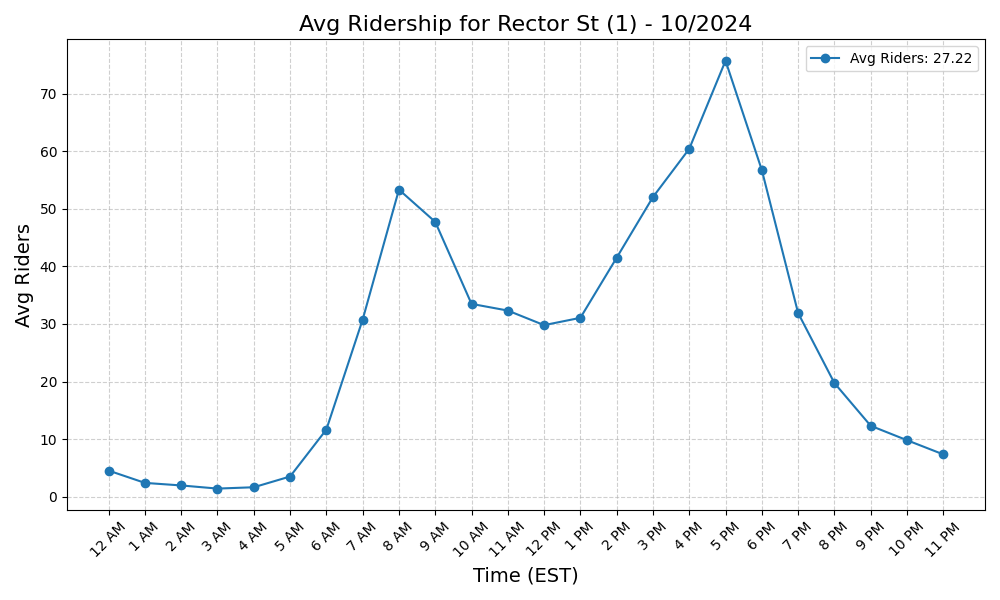 Avg Ridership for Rector St (1) - 10/2024
Avg Riders: 27.22
Avg Riders
70
60
50
40
30
20
10
0
12 AM
1 AM
2 AM
3 AM
4 AM
5 AM
6 AM
7 AM
8 AM
9 AM
10 AM
11 AM
12 PM
1 PM
2 PM
3 PM
4 PM
5 PM
6 PM
7 PM
8 PM
9 PM
10 PM
11 PM
Time (EST)